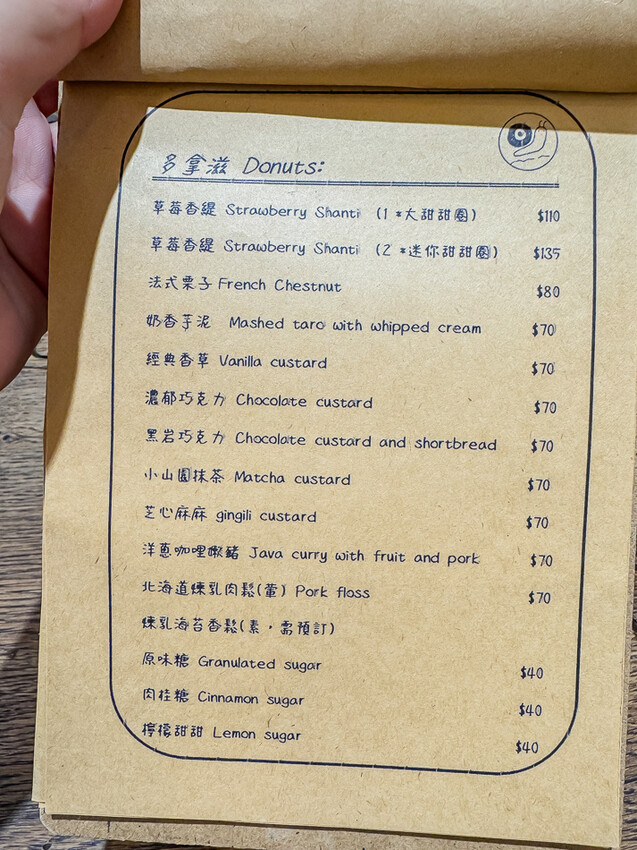 多拿滋 Donuts:
草莓香緹 Strawberry Shanti (1*大甜甜圈) $110
草莓香緹 Strawberry Shanti (2*迷你甜甜圈) $135
法式栗子 French Chestnut $80
奶香芋泥 Mashed taro with whipped cream $70
經典香草 Vanilla custard $70
濃郁巧克力 Chocolate custard $70
黑岩巧克力 Chocolate custard and shortbread $70
小山園抹茶 Matcha custard $70
芝心麻麻 gingili custard $70
洋蔥咖哩嫩豬 Java curry with fruit and pork $70
北海道煉乳肉鬆(葷) Pork floss $70
煉乳海苔香鬆(素，需預訂)
原味糖 Granulated sugar $40
肉桂糖 Cinnamon sugar $40
檸檬甜甜 Lemon sugar $40